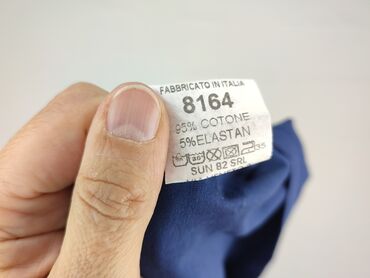 FABBRICATO IN ITALIA
8164
95% COTONE
5%ELASTAN
SUN 82 SRL